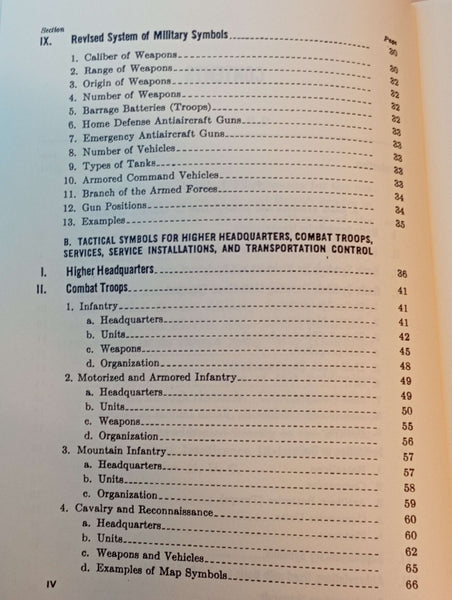 Section
Page
IX. Revised System of Military Symbols 30
1. Caliber of Weapons 30
2. Range of Weapons 30
3. Origin of Weapons 32
4. Number of Weapons 32
5. Barrage Batteries (Troops) 32
6. Home Defense Antiaircraft Guns 33
7. Emergency Antiaircraft Guns 33
8. Number of Vehicles 33
9. Types of Tanks 33
10. Armored Command Vehicles 33
11. Branch of the Armed Forces 34
12. Gun Positions 34
13. Examples 35
B. TACTICAL SYMBOLS FOR HIGHER HEADQUARTERS, COMBAT TROOPS,
SERVICES, SERVICE INSTALLATIONS, AND TRANSPORTATION CONTROL
I. Higher Headquarters 36
II. Combat Troops 41
1. Infantry 41
a. Headquarters 41
b. Units 42
c. Weapons 45
d. Organization 48
2. Motorized and Armored Infantry 49
a. Headquarters 49
b. Units 50
c. Weapons 55
d. Organization 56
3. Mountain Infantry 57
a. Headquarters 57
b. Units 58
c. Organization 59
4. Cavalry and Reconnaissance 60
a. Headquarters 60
b. Units 62
c. Weapons and Vehicles 65
d. Examples of Map Symbols 66
IV